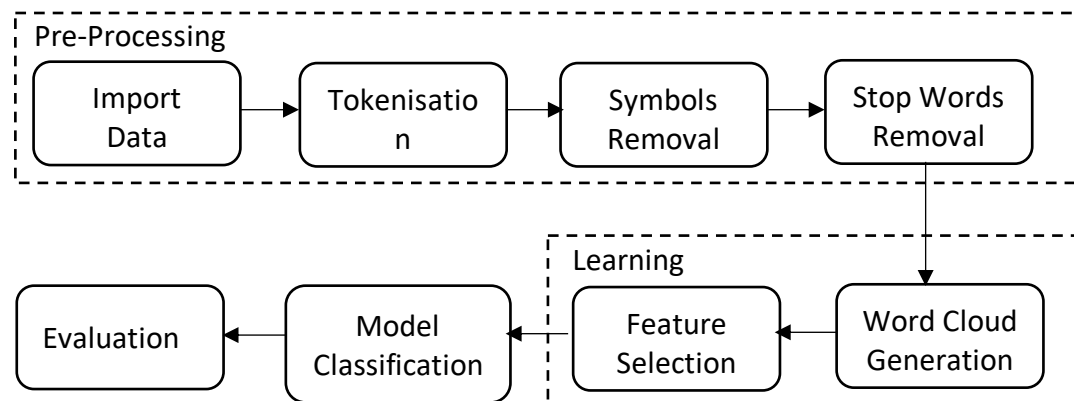 Pre-Processing
Import
Data
Tokenisatio
n
Symbols
Removal
Stop Words
Removal
Learning
Evaluation
Model
Classification
Feature
Selection
Word Cloud
Generation